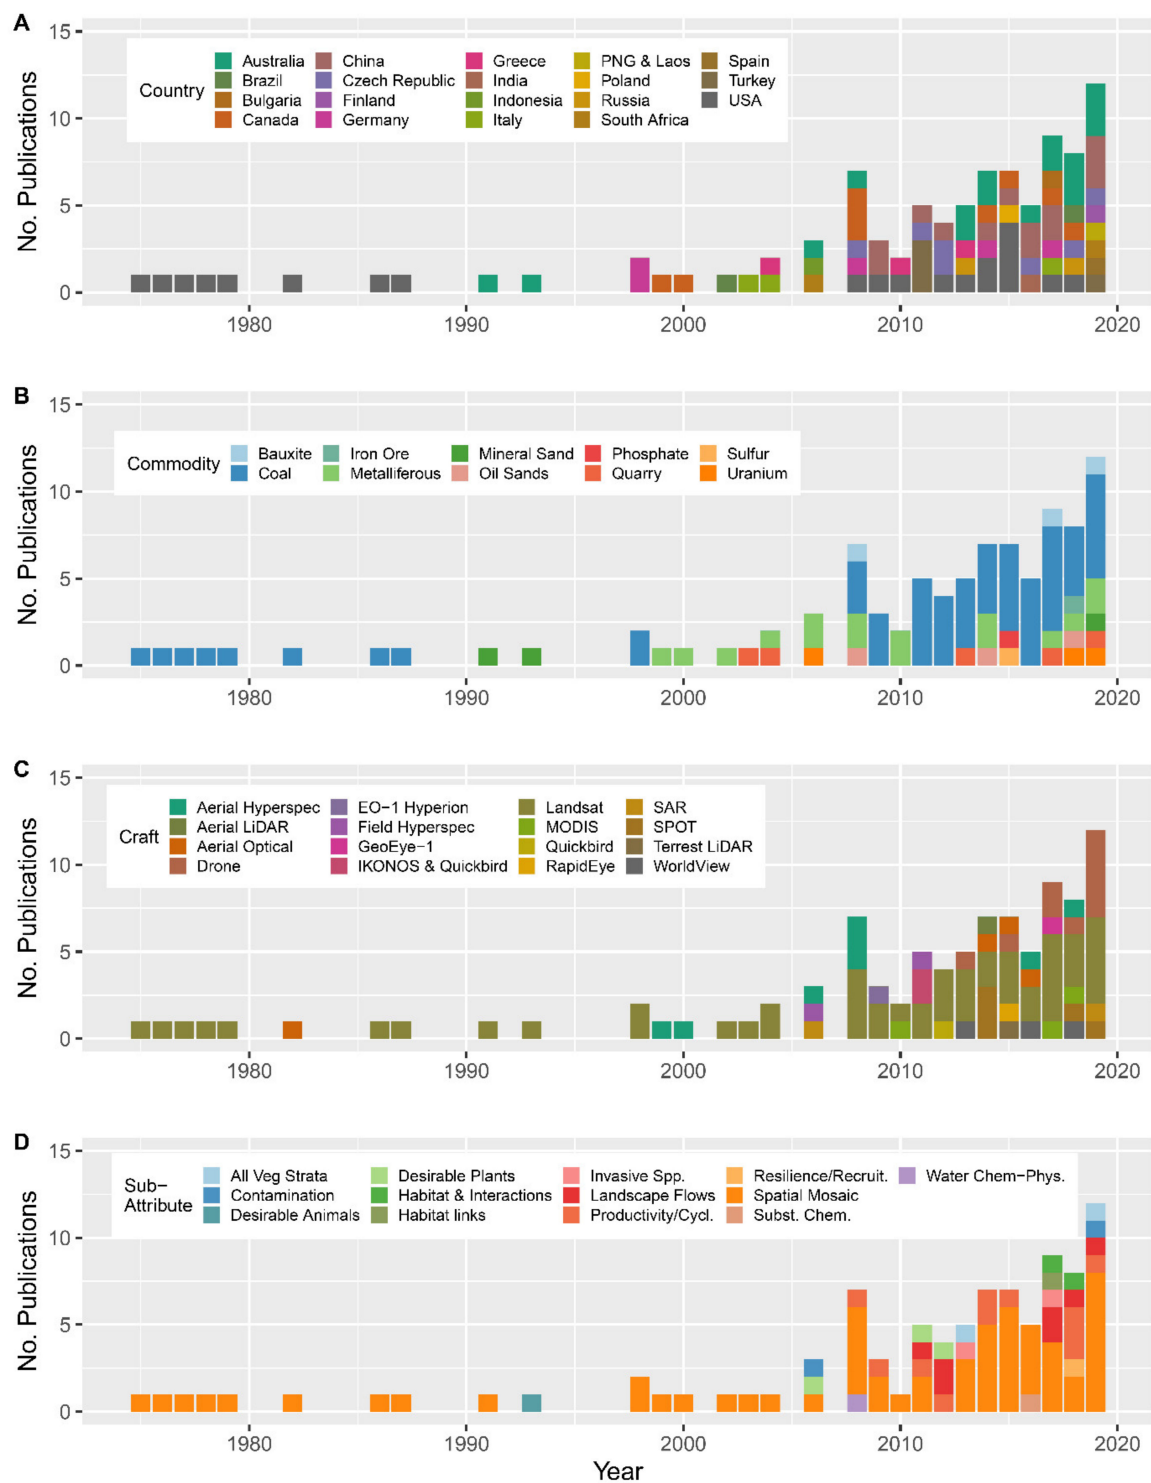 A
15
10
5
0
No. Publications
Country
Australia China Greece PNG & Laos Spain
Brazil Czech Republic India Poland Turkey
Bulgaria Finland Indonesia Russia USA
Canada Germany Italy South Africa
1980 1990 2000 2010 2020
B
15
10
5
0
No. Publications
Commodity
Bauxite Iron Ore Mineral Sand Phosphate Sulfur
Coal Metalliferous Oil Sands Quarry Uranium
1980 1990 2000 2010 2020
C
15
10
5
0
No. Publications
Craft
Aerial Hyperspec EO−1 Hyperion Landsat SAR
Aerial LiDAR Field Hyperspec MODIS SPOT
Aerial Optical GeoEye−1 Quickbird Terrest LiDAR
Drone IKONOS & Quickbird RapidEye WorldView
1980 1990 2000 2010 2020
D
15
10
5
0
No. Publications
Sub−
Attribute
All Veg Strata Desirable Plants Invasive Spp. Resilience/Recruit. Water Chem−Phys.
Contamination Habitat & Interactions Landscape Flows Spatial Mosaic
Desirable Animals Habitat links Productivity/Cycl. Subst. Chem.
1980 1990 2000 2010 2020
Year